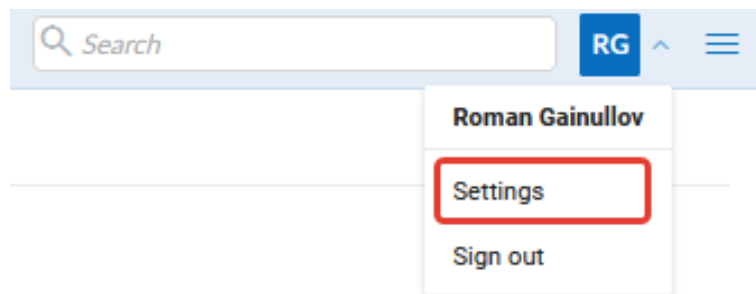 Search
RG
Roman Gainullov
Settings
Sign out